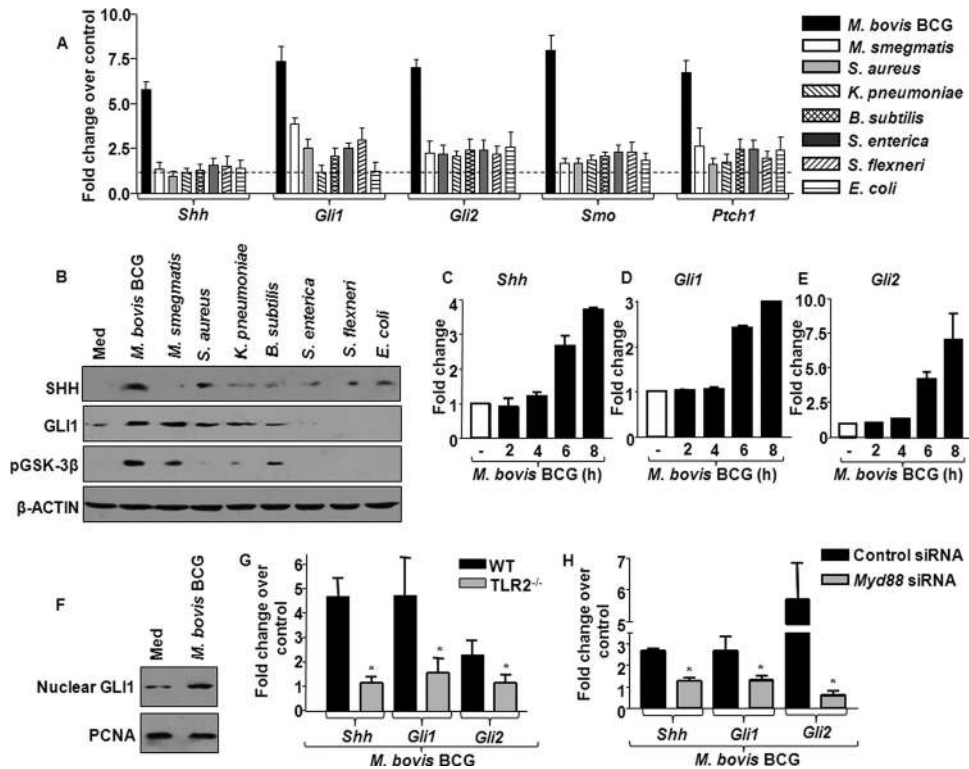 A
Fold change over control
10.0
7.5
5.0
2.5
0.0
Shh Gli1 Gli2 Smo Ptch1
M. bovis BCG
M. smegmatis
S. aureus
K. pneumoniae
B. subtilis
S. enterica
S. flexneri
E. coli
B
Med
M. bovis BCG
M. smegmatis
S. aureus
K. pneumoniae
B. subtilis
S. enterica
S. flexneri
E. coli
SHH
GLI1
pGSK-3β
β-ACTIN
C Shh
Fold change
4
3
2
1
0
- 2 4 6 8
M. bovis BCG (h)
D Gli1
Fold change
3
2
1
0
- 2 4 6 8
M. bovis BCG (h)
E Gli2
Fold change
10.0
7.5
5.0
2.5
0.0
- 2 4 6 8
M. bovis BCG (h)
F
Med
M. bovis BCG
Nuclear GLI1
PCNA
G
Fold change over
control
6
5
4
3
2
1
0
WT
TLR2-/-
* * *
Shh Gli1 Gli2
M. bovis BCG
H
Fold change over
control
7
6
5
3
2
1
0
Control siRNA
Myd88 siRNA
* * *
Shh Gli1 Gli2
M. bovis BCG